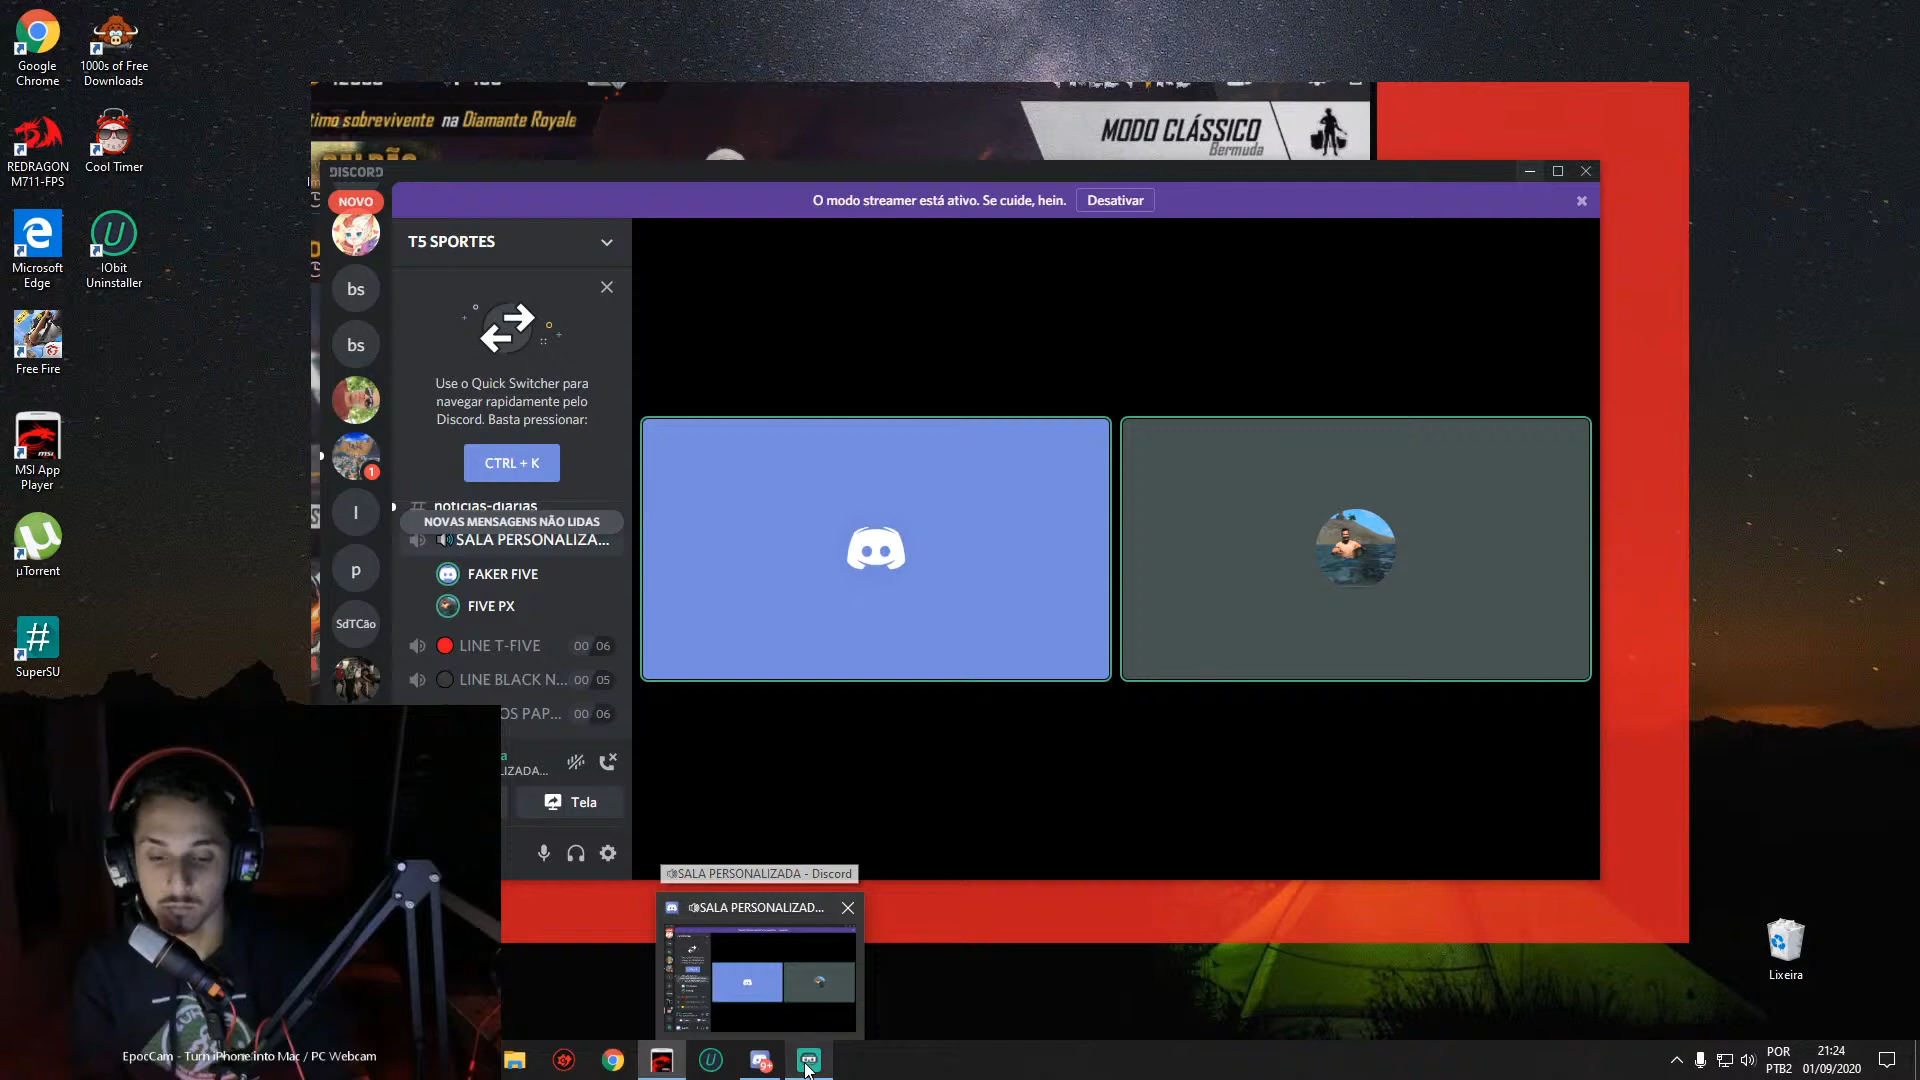 Google
Chrome
1000s of Free
Downloads
REDRAGON
M711-FPS
Cool Timer
Microsoft
Edge
IObit
Uninstaller
Free Fire
MSI App
Player
µTorrent
SuperSU
sobrevivente na Diamante Royale
MODO CLÁSSICO
Bermuda
DISCORD
NOVO
O modo streamer está ativo. Se cuide, hein.
Desativar
T5 SPORTES
bs
bs
1
I
p
SdTCão
Use o Quick Switcher para
navegar rapidamente pelo
Discord. Basta pressionar:
CTRL + K
noticias-diarias
NOVAS MENSAGENS NÃO LIDAS
SALA PERSONALIZA...
FAKER FIVE
FIVE PX
LINE T-FIVE 00 06
LINE BLACK N... 00 05
OS PAP... 00 06
IZADA...
Tela
SALA PERSONALIZADA - Discord
SALA PERSONALIZAD...
EpocCam - Turn iPhone into Mac / PC Webcam
Lixeira
9+
POR
PTB2
21:24
01/09/2020